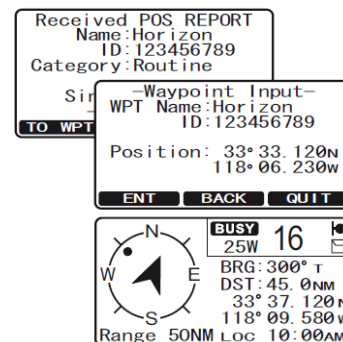 Received POS REPORT
Name:Horizon
ID:123456789
Category:Routine
TO WPT
-Waypoint Input-
WPT Name:Horizon
ID:123456789
Position: 33°33.120N
118°06.230W
ENT BACK QUIT
N
W E
S
BUSY
25W 16
BRG:300° T
DST:45.0NM
33°37.120N
118°09.580W
Range 50NM LOC 10:00AM